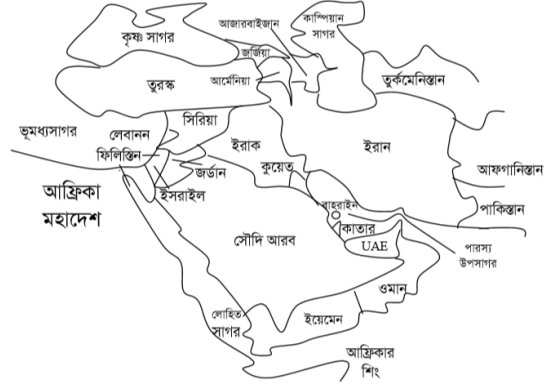 কাস্পিয়ান
সাগর
আজারবাইজান
কৃষ্ণ সাগর
জর্জিয়া
তুরস্ক
আর্মেনিয়া
তুর্কমেনিস্তান
সিরিয়া
ভূমধ্যসাগর
লেবানন
ইরাক
ইরান
ফিলিস্তিন
কুয়েত
জর্ডান
আফগানিস্তান
আফ্রিকা
মহাদেশ
ইসরাইল
বাহরাইন
পাকিস্তান
কাতার
সৌদি আরব
UAE
পারস্য
উপসাগর
ওমান
লোহিত
সাগর
ইয়েমেন
আফ্রিকার
শিং